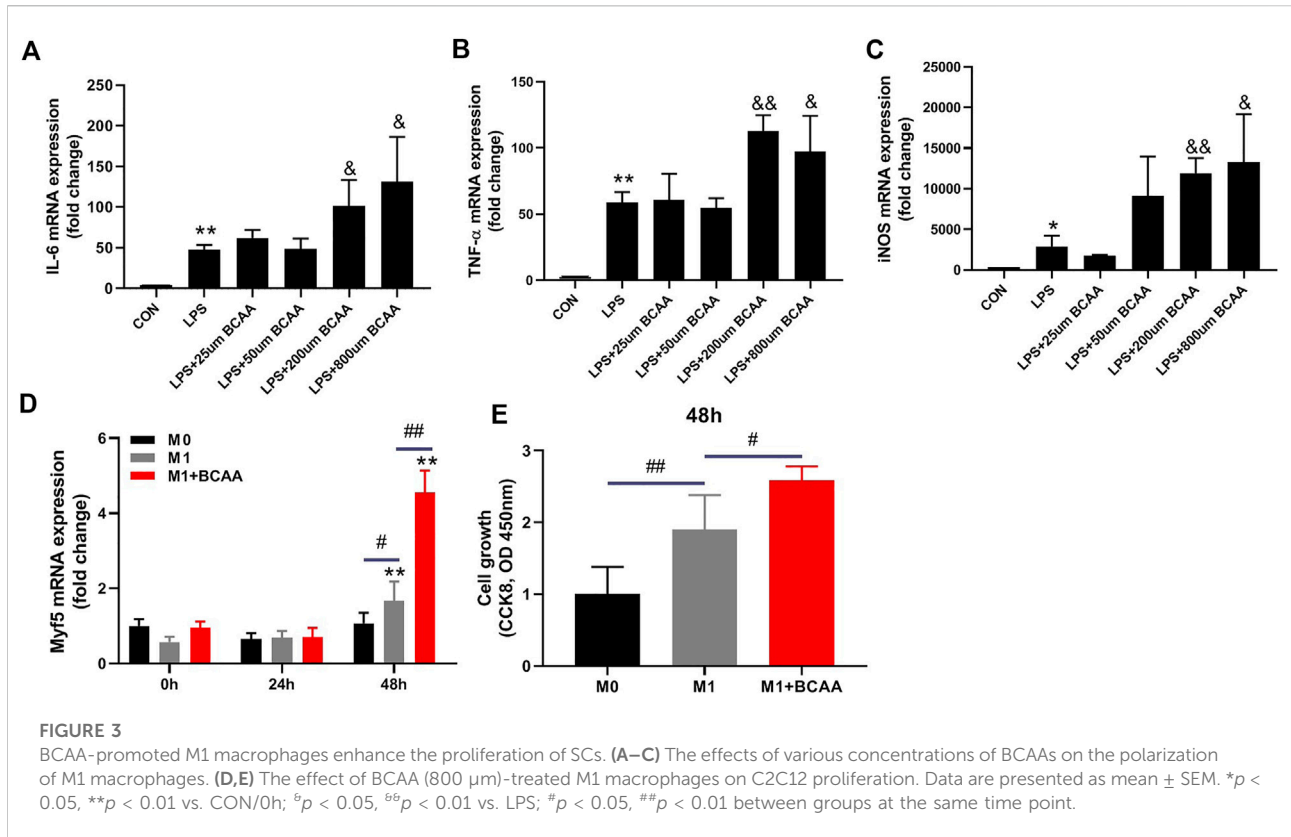 A
IL-6 mRNA expression
(fold change)
250
200
150
100
50
0
**
&
&
CON
LPS
LPS+25um BCAA
LPS+50um BCAA
LPS+200um BCAA
LPS+800um BCAA
B
TNF-α mRNA expression
(fold change)
150
100
50
0
**
&&
&
CON
LPS
LPS+25um BCAA
LPS+50um BCAA
LPS+200um BCAA
LPS+800um BCAA
C
iNOS mRNA expression
(fold change)
25000
20000
15000
10000
5000
0
*
&&
&
CON
LPS
LPS+25um BCAA
LPS+50um BCAA
LPS+200um BCAA
LPS+800um BCAA
D
Myf5 mRNA expression
(fold change)
6
4
2
0
M0
M1
M1+BCAA
##
**
#
**
0h
24h
48h
E
48h
Cell growth
(CCK8, OD 450nm)
3
2
1
0
##
#
M0
M1
M1+BCAA
FIGURE 3
BCAA-promoted M1 macrophages enhance the proliferation of SCs. (A–C) The effects of various concentrations of BCAAs on the polarization
of M1 macrophages. (D,E) The effect of BCAA (800 µm)-treated M1 macrophages on C2C12 proliferation. Data are presented as mean ± SEM. *p <
0.05, **p < 0.01 vs. CON/0h; &p < 0.05, &&p < 0.01 vs. LPS; #p < 0.05, ##p < 0.01 between groups at the same time point.